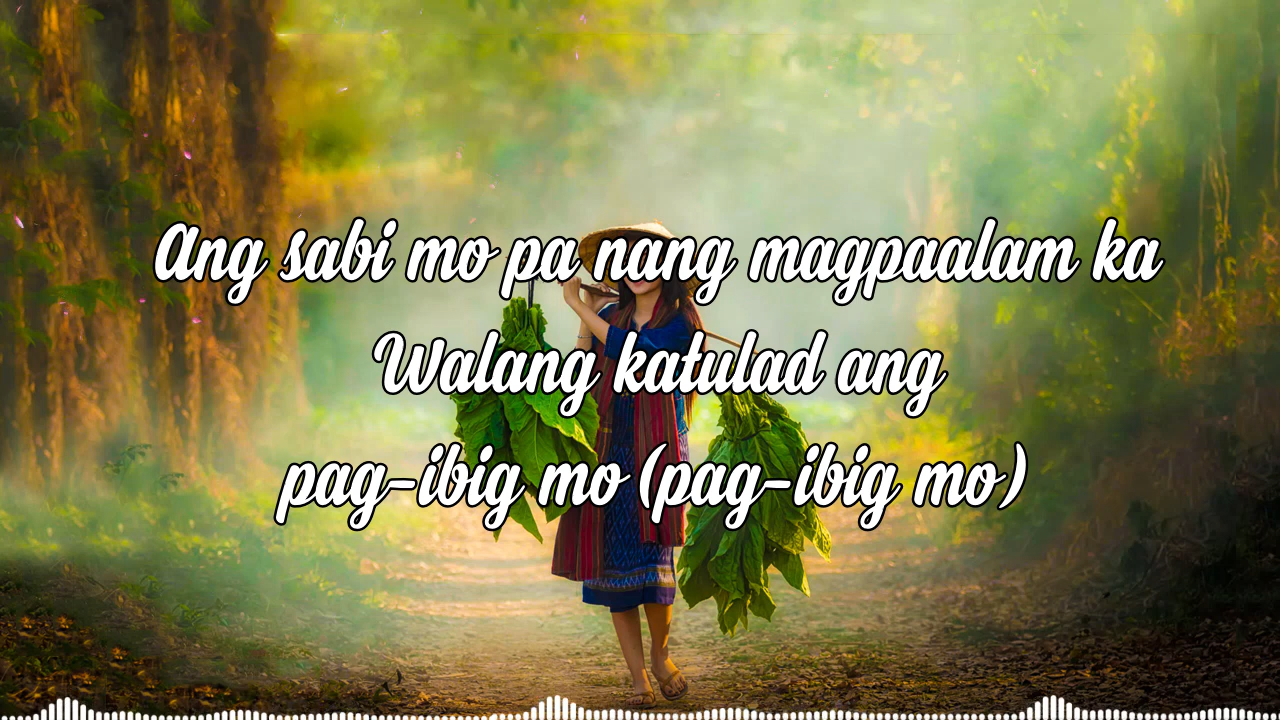 Ang sabi mo pa nang magpaalam ka
Walang katulad ang
pag-ibig mo (pag-ibig mo)